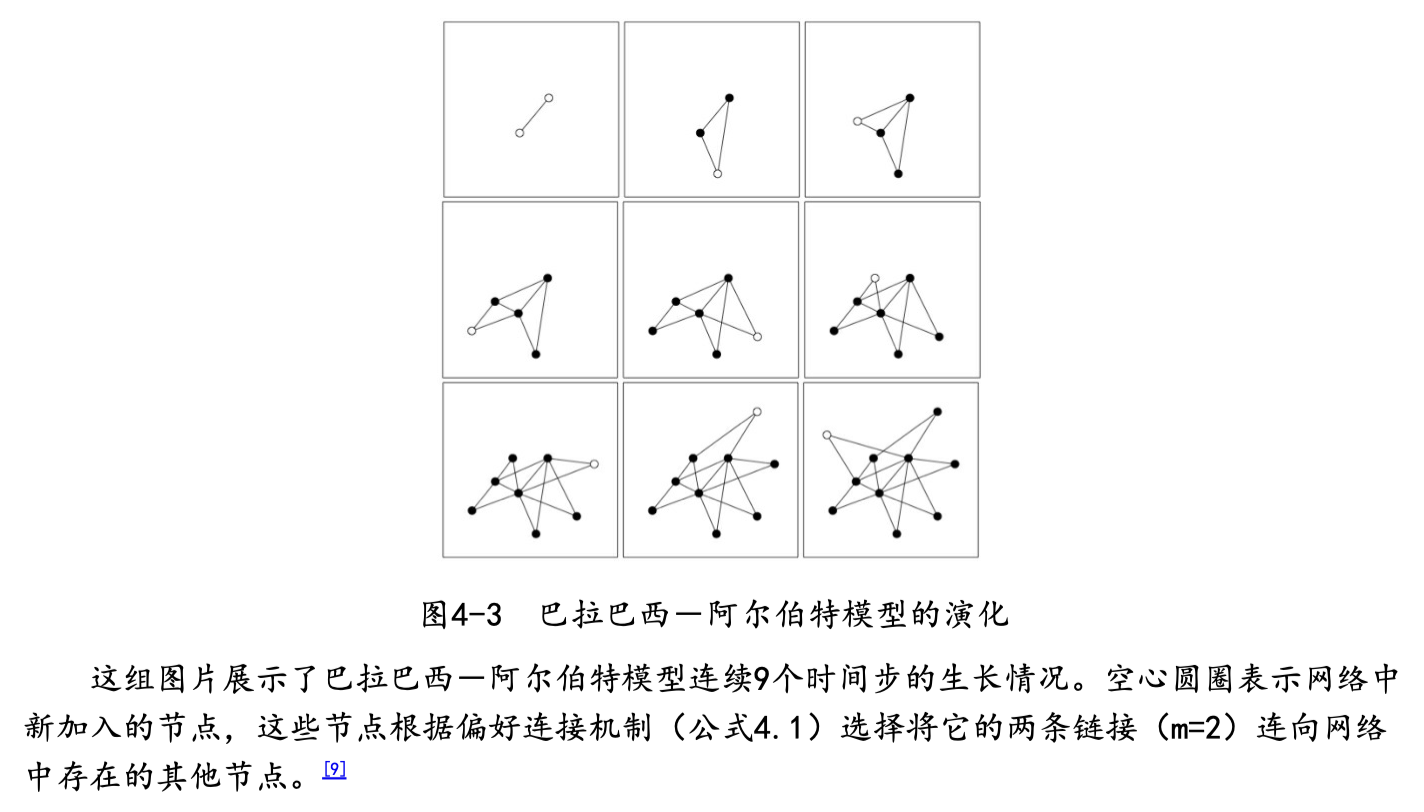 图4-3 巴拉巴西－阿尔伯特模型的演化
这组图片展示了巴拉巴西－阿尔伯特模型连续9个时间步的生长情况。空心圆圈表示网络中
新加入的节点，这些节点根据偏好连接机制（公式4.1）选择将它的两条链接（m=2）连向网络
中存在的其他节点。[9]